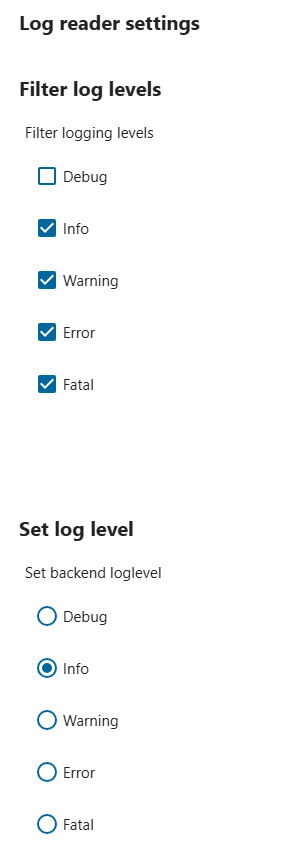 Log reader settings
Filter log levels
Filter logging levels
Debug
Info
Warning
Error
Fatal
Set log level
Set backend loglevel
Debug
Info
Warning
Error
Fatal